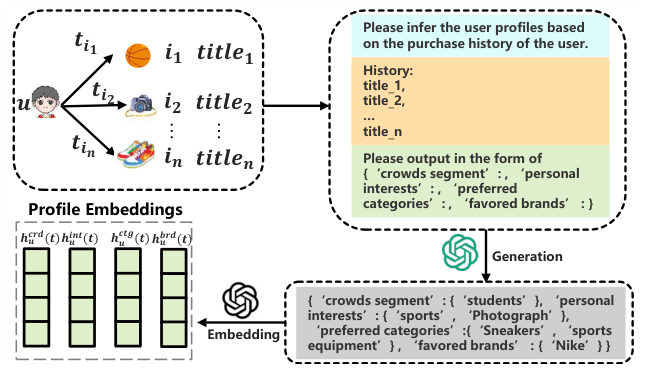 t_{i_1} i_1 title_1
u t_{i_2} i_2 title_2
⋮ ⋮
t_{i_n} i_n title_n
Please infer the user profiles based
on the purchase history of the user.
History:
title_1,
title_2,
...
title_n
Please output in the form of
{ ‘crowds segment’ : , ‘personal
interests’ : , ‘preferred
categories’ : , ‘favored brands’ : }
Generation
{ ‘crowds segment’ : { ‘students’ }, ‘personal
interests’ : { ‘sports’ , ‘Photograph’ },
‘preferred categories’ :{ ‘Sneakers’ , ‘sports
equipment’ } , ‘favored brands’ : { ‘Nike’ } }
Embedding
Profile Embeddings
h_u^{crd}(t) h_u^{int}(t) h_u^{ctg}(t) h_u^{brd}(t)